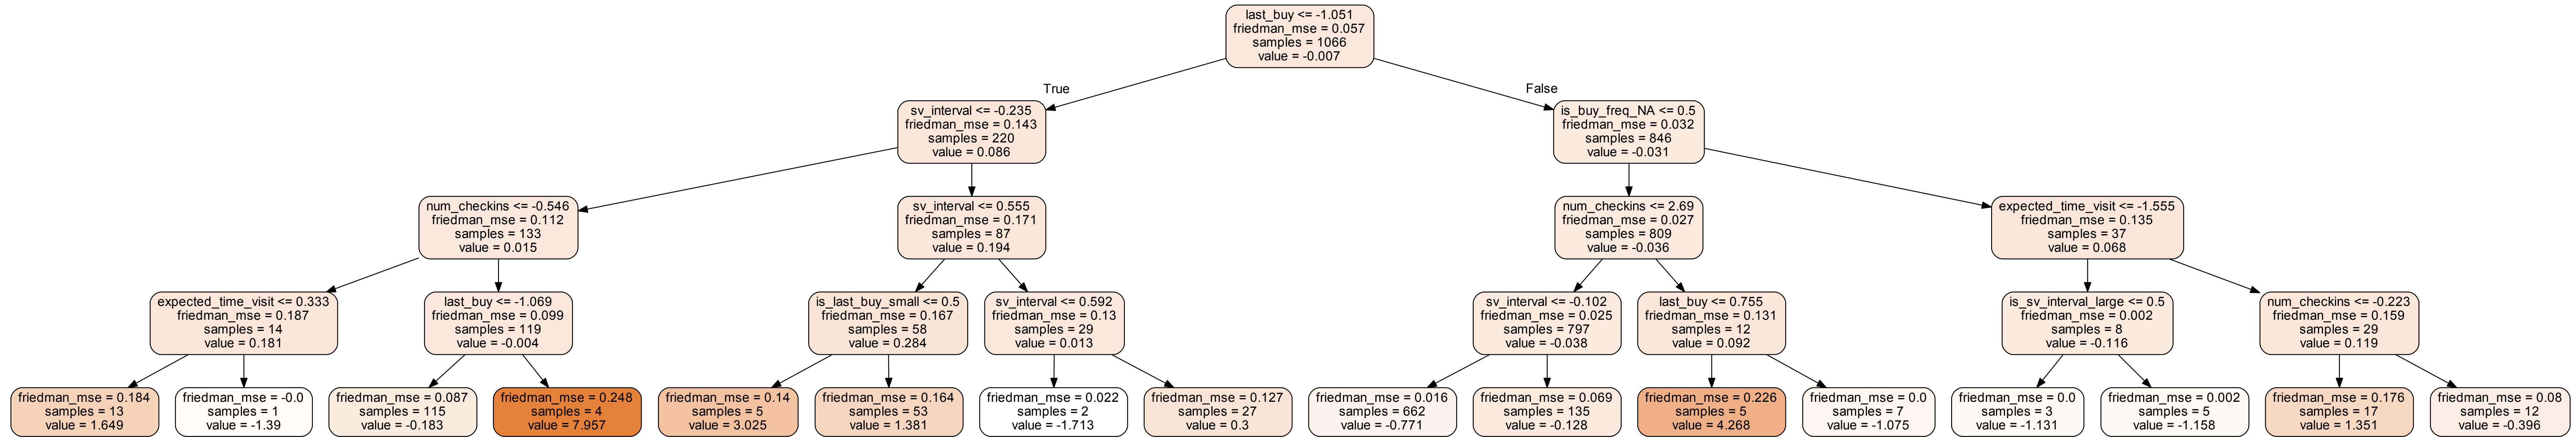 last_buy <= -1.051
friedman_mse = 0.057
samples = 1066
value = -0.007
True
False
sv_interval <= -0.235
friedman_mse = 0.143
samples = 220
value = 0.086
is_buy_freq_NA <= 0.5
friedman_mse = 0.032
samples = 846
value = -0.031
num_checkins <= -0.546
friedman_mse = 0.112
samples = 133
value = 0.015
sv_interval <= 0.555
friedman_mse = 0.171
samples = 87
value = 0.194
num_checkins <= 2.69
friedman_mse = 0.027
samples = 809
value = -0.036
expected_time_visit <= -1.555
friedman_mse = 0.135
samples = 37
value = 0.068
expected_time_visit <= 0.333
friedman_mse = 0.187
samples = 14
value = 0.181
last_buy <= -1.069
friedman_mse = 0.099
samples = 119
value = -0.004
is_last_buy_small <= 0.5
friedman_mse = 0.167
samples = 58
value = 0.284
sv_interval <= 0.592
friedman_mse = 0.13
samples = 29
value = 0.013
sv_interval <= -0.102
friedman_mse = 0.025
samples = 797
value = -0.038
last_buy <= 0.755
friedman_mse = 0.131
samples = 12
value = 0.092
is_sv_interval_large <= 0.5
friedman_mse = 0.002
samples = 8
value = -0.116
num_checkins <= -0.223
friedman_mse = 0.159
samples = 29
value = 0.119
friedman_mse = 0.184
samples = 13
value = 1.649
friedman_mse = -0.0
samples = 1
value = -1.39
friedman_mse = 0.087
samples = 115
value = -0.183
friedman_mse = 0.248
samples = 4
value = 7.957
friedman_mse = 0.14
samples = 5
value = 3.025
friedman_mse = 0.164
samples = 53
value = 1.381
friedman_mse = 0.022
samples = 2
value = -1.713
friedman_mse = 0.127
samples = 27
value = 0.3
friedman_mse = 0.016
samples = 662
value = -0.771
friedman_mse = 0.069
samples = 135
value = -0.128
friedman_mse = 0.226
samples = 5
value = 4.268
friedman_mse = 0.0
samples = 7
value = -1.075
friedman_mse = 0.0
samples = 3
value = -1.131
friedman_mse = 0.002
samples = 5
value = -1.158
friedman_mse = 0.176
samples = 17
value = 1.351
friedman_mse = 0.08
samples = 12
value = -0.396